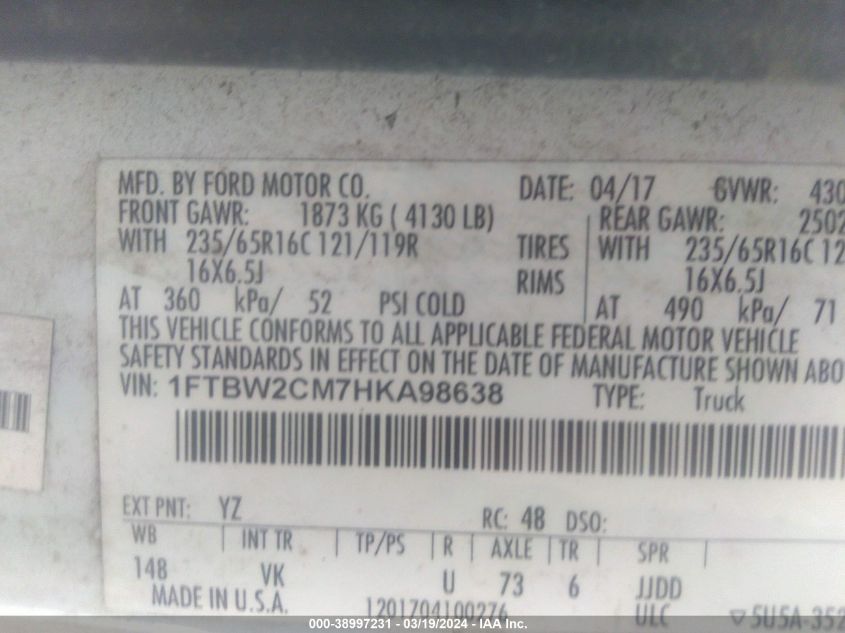 MFD. BY FORD MOTOR CO. DATE: 04/17 GVWR: 430
FRONT GAWR: 1873 KG ( 4130 LB) REAR GAWR: 2502
WITH 235/65R16C 121/119R TIRES WITH 235/65R16C 12
16X6.5J RIMS 16X6.5J
AT 360 kPa/ 52 PSI COLD AT 490 kPa/ 71
THIS VEHICLE CONFORMS TO ALL APPLICABLE FEDERAL MOTOR VEHICLE
SAFETY STANDARDS IN EFFECT ON THE DATE OF MANUFACTURE SHOWN ABO
VIN: 1FTBW2CM7HKA98638 TYPE: Truck
EXT PNT: YZ RC: 48 DSO:
WB INT TR TP/PS R AXLE TR SPR
148 VK U 73 6 JJDD
MADE IN U.S.A. 1201704100276 ULC ▽5U5A-352
000-38997231 - 03/19/2024 - IAA Inc.